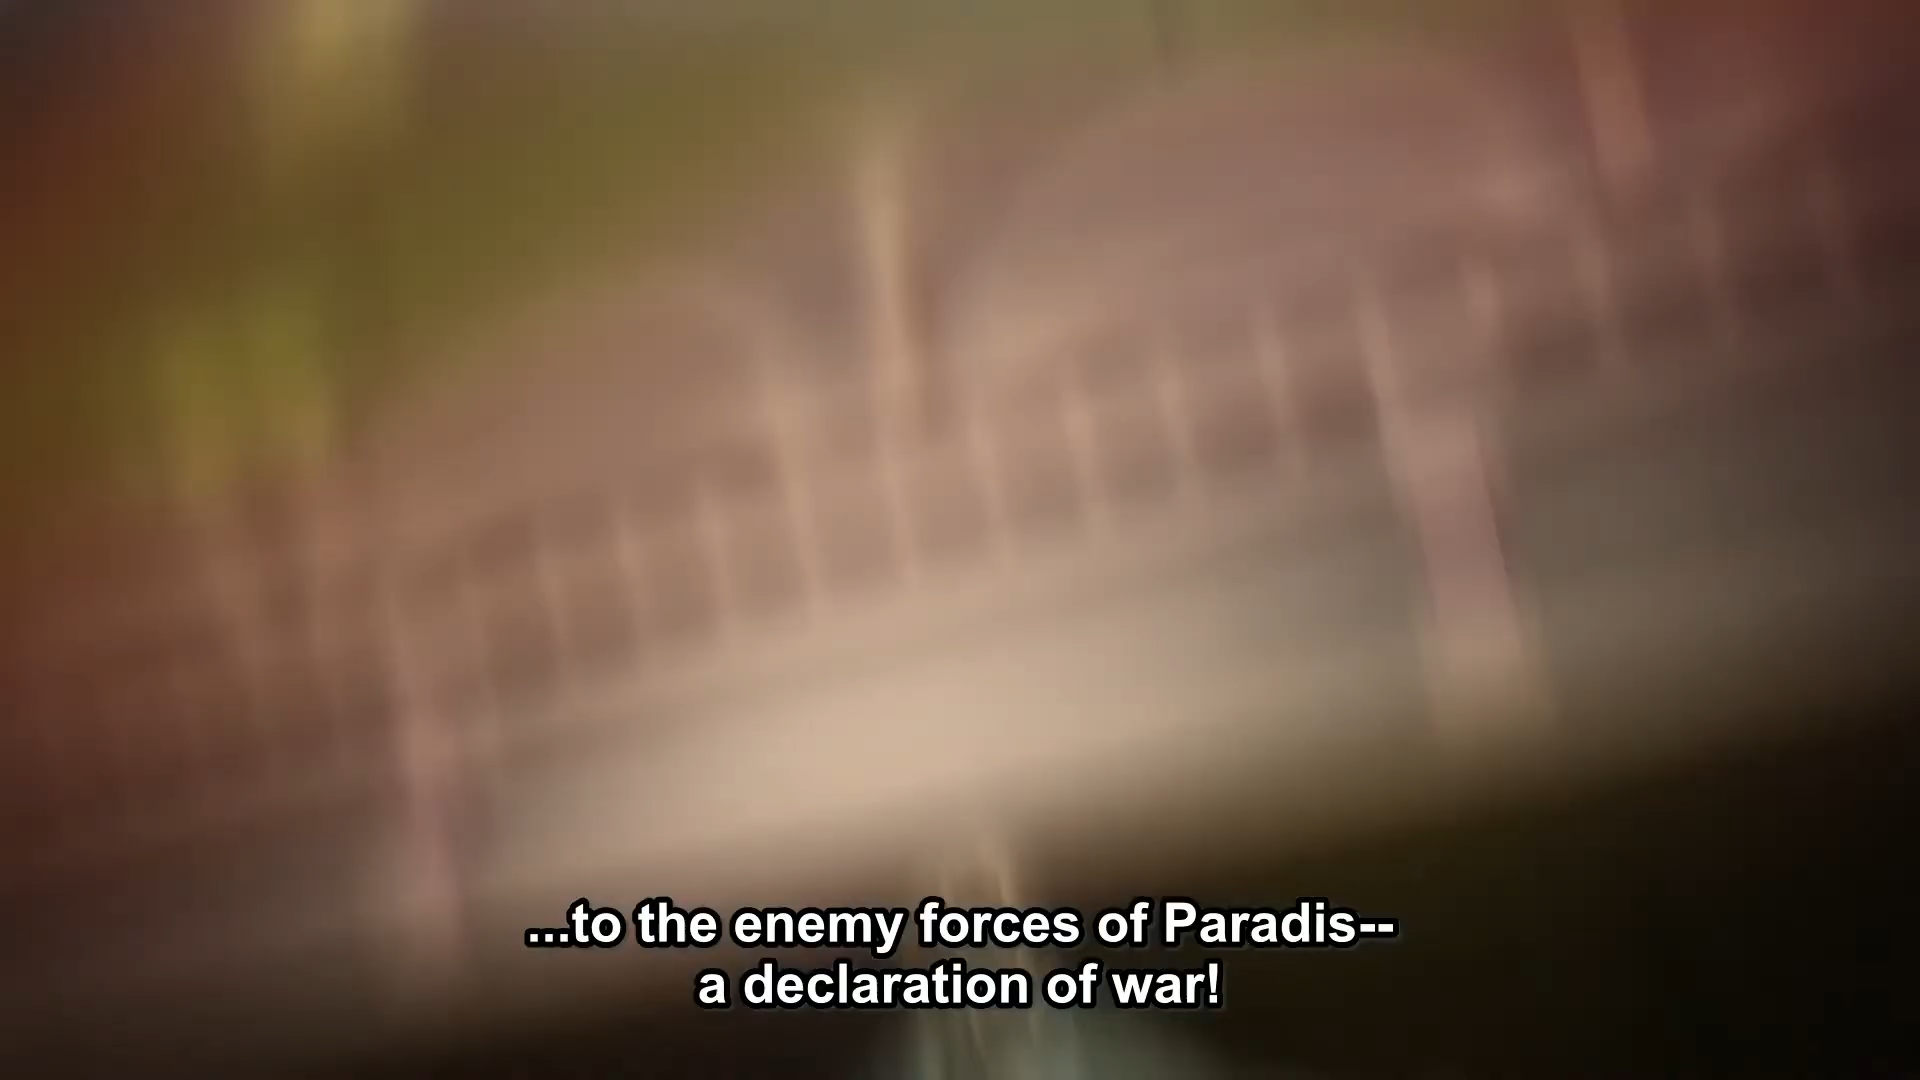 ...to the enemy forces of Paradis--
a declaration of war!